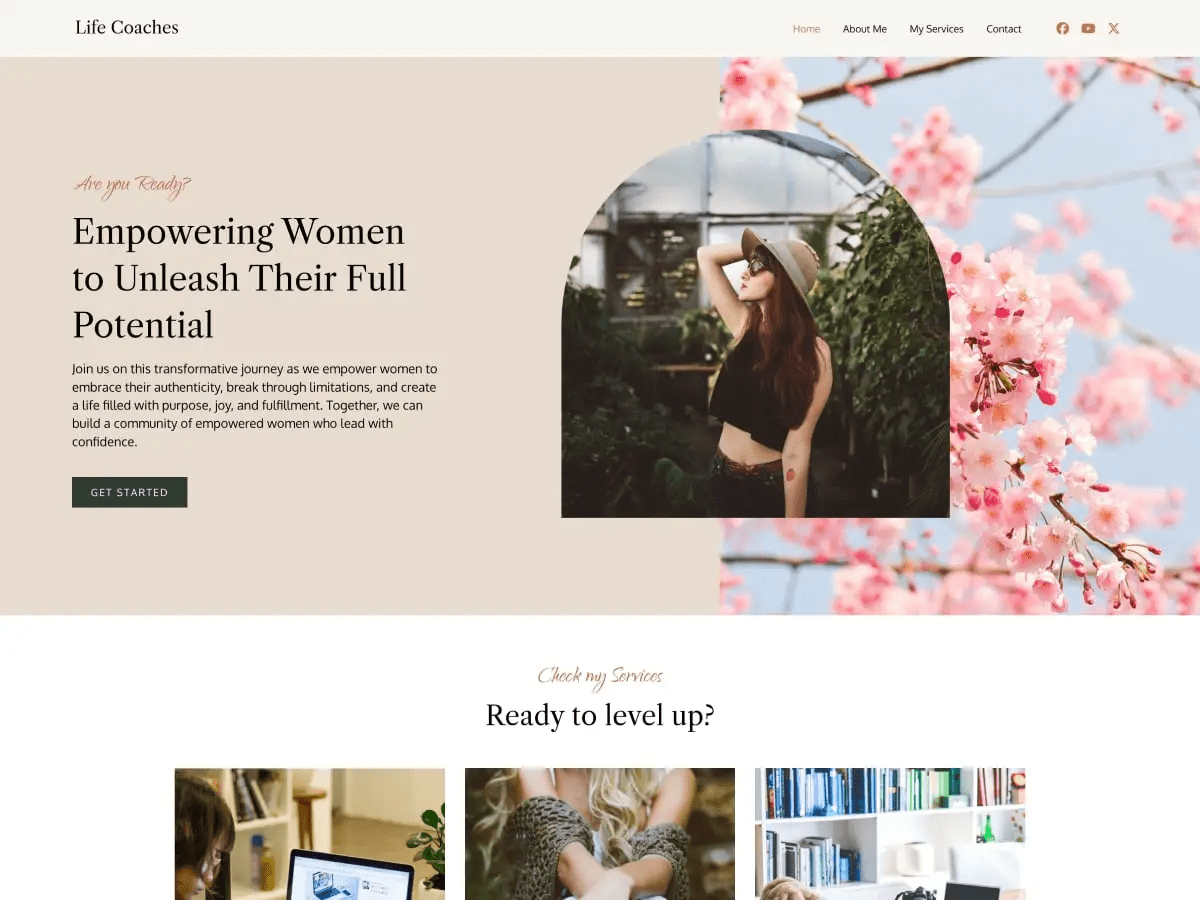 Life Coaches
Home About Me My Services Contact
Are you Ready?
Empowering Women
to Unleash Their Full
Potential
Join us on this transformative journey as we empower women to
embrace their authenticity, break through limitations, and create
a life filled with purpose, joy, and fulfillment. Together, we can
build a community of empowered women who lead with
confidence.
GET STARTED
Check my Services
Ready to level up?